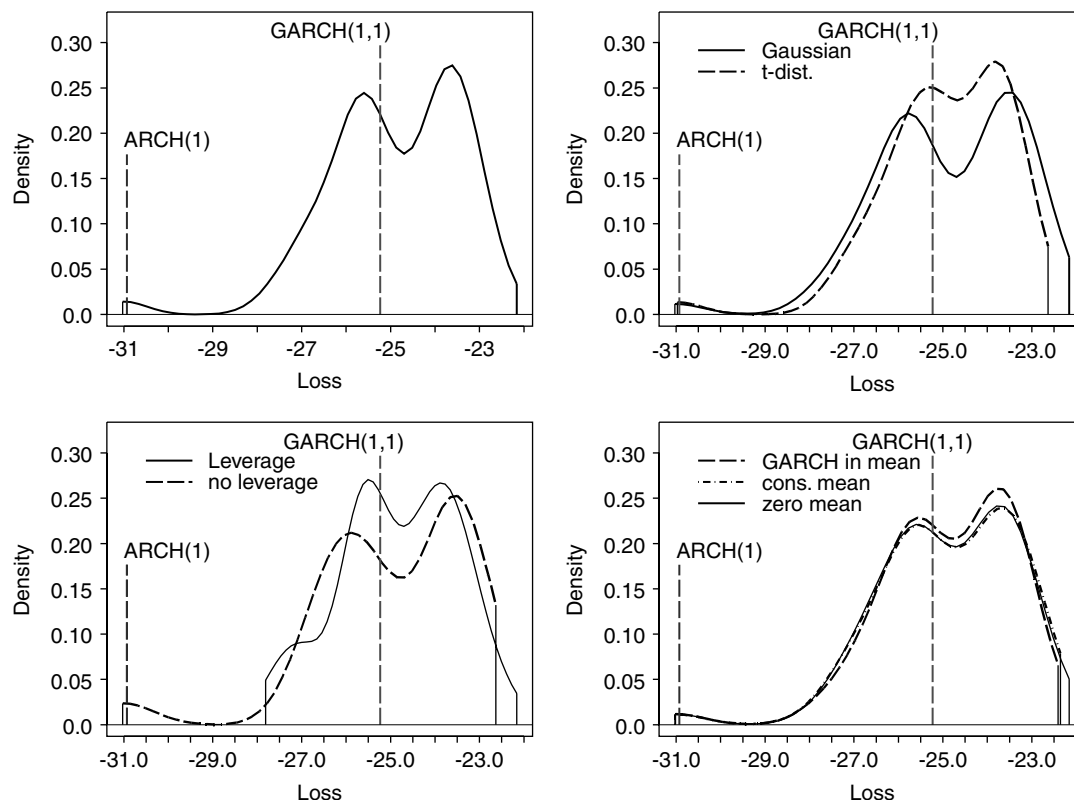 GARCH(1,1)
0.30
0.25
0.20
0.15
0.10
0.05
0.0
Density
ARCH(1)
-31
-29
-27
-25
-23
Loss
GARCH(1,1)
Gaussian
t-dist.
0.30
0.25
0.20
0.15
0.10
0.05
0.0
Density
ARCH(1)
-31.0
-29.0
-27.0
-25.0
-23.0
Loss
GARCH(1,1)
Leverage
no leverage
0.30
0.25
0.20
0.15
0.10
0.05
0.0
Density
ARCH(1)
-31.0
-29.0
-27.0
-25.0
-23.0
Loss
GARCH(1,1)
GARCH in mean
cons. mean
zero mean
0.30
0.25
0.20
0.15
0.10
0.05
0.0
Density
ARCH(1)
-31.0
-29.0
-27.0
-25.0
-23.0
Loss